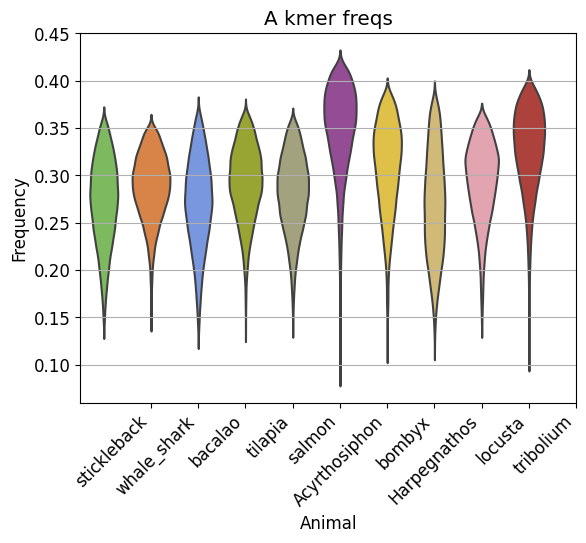 A kmer freqs
0.45
0.40
0.35
0.30
0.25
0.20
0.15
0.10
Frequency
stickleback
whale_shark
bacalao
tilapia
salmon
Acyrthosiphon
bombyx
Harpegnathos
locusta
tribolium
Animal